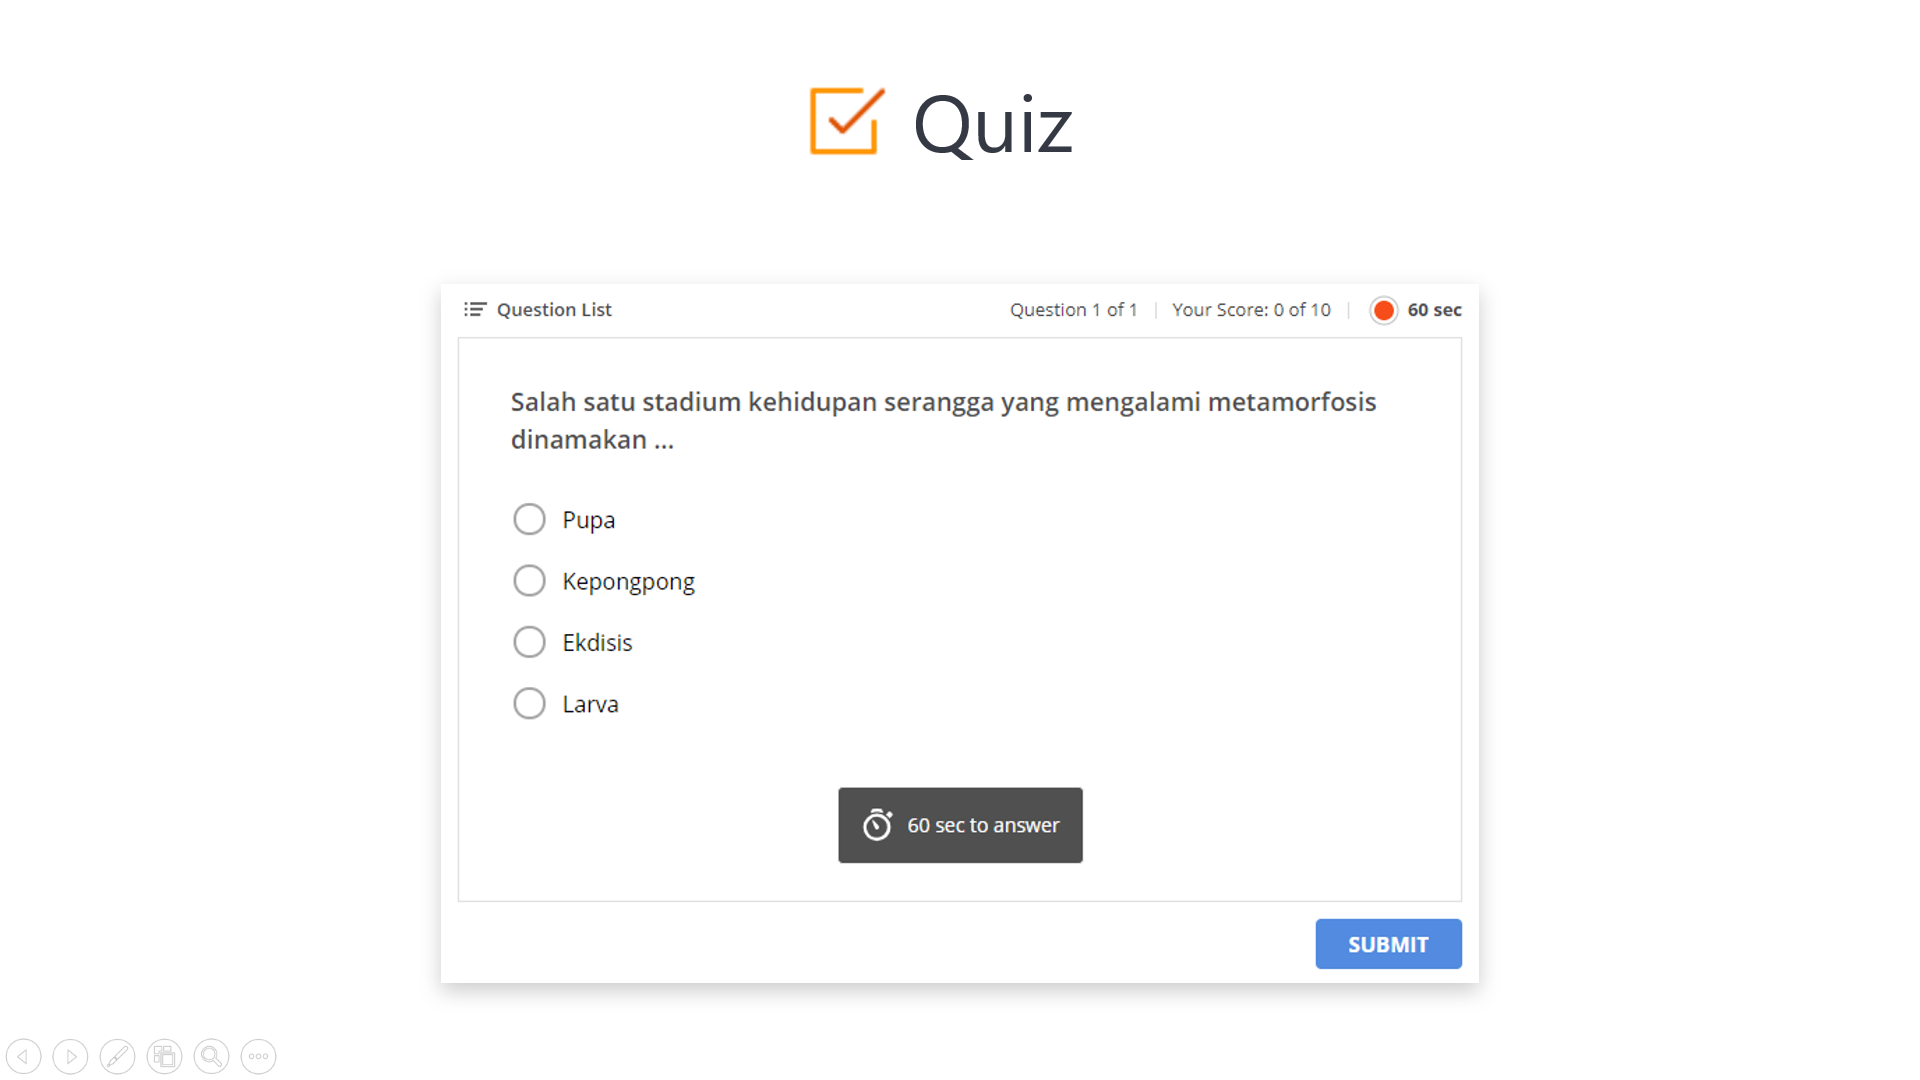 Quiz
Question List
Question 1 of 1
Your Score: 0 of 10
60 sec
Salah satu stadium kehidupan serangga yang mengalami metamorfosis
dinamakan ...
Pupa
Kepongpong
Ekdisis
Larva
60 sec to answer
SUBMIT